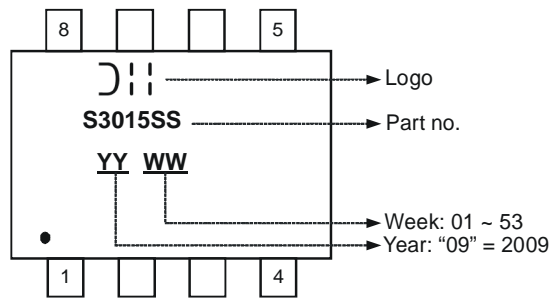 8 5
Logo
S3015SS Part no.
YY WW
Week: 01 ~ 53
Year: “09” = 2009
1 4